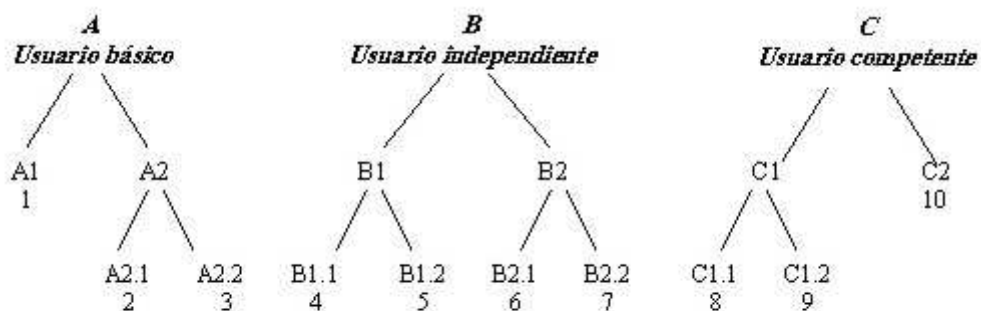 A B C
Usuario básico Usuario independiente Usuario competente
A1 A2 B1 B2 C1 C2
1 10
A2.1 A2.2 B1.1 B1.2 B2.1 B2.2 C1.1 C1.2
2 3 4 5 6 7 8 9